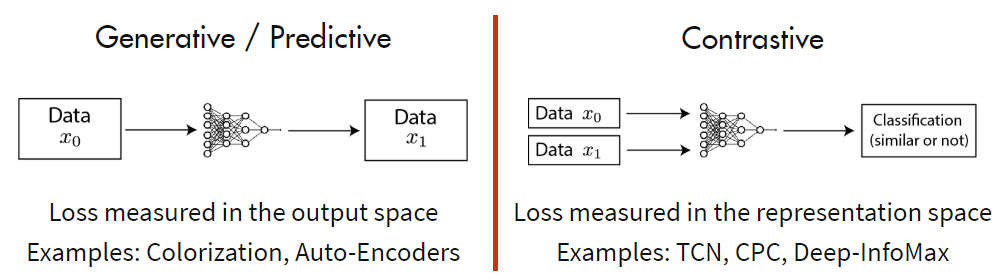 Generative / Predictive
Data
x₀
Data
x₁
Loss measured in the output space
Examples: Colorization, Auto-Encoders
Contrastive
Data x₀
Data x₁
Classification
(similar or not)
Loss measured in the representation space
Examples: TCN, CPC, Deep-InfoMax